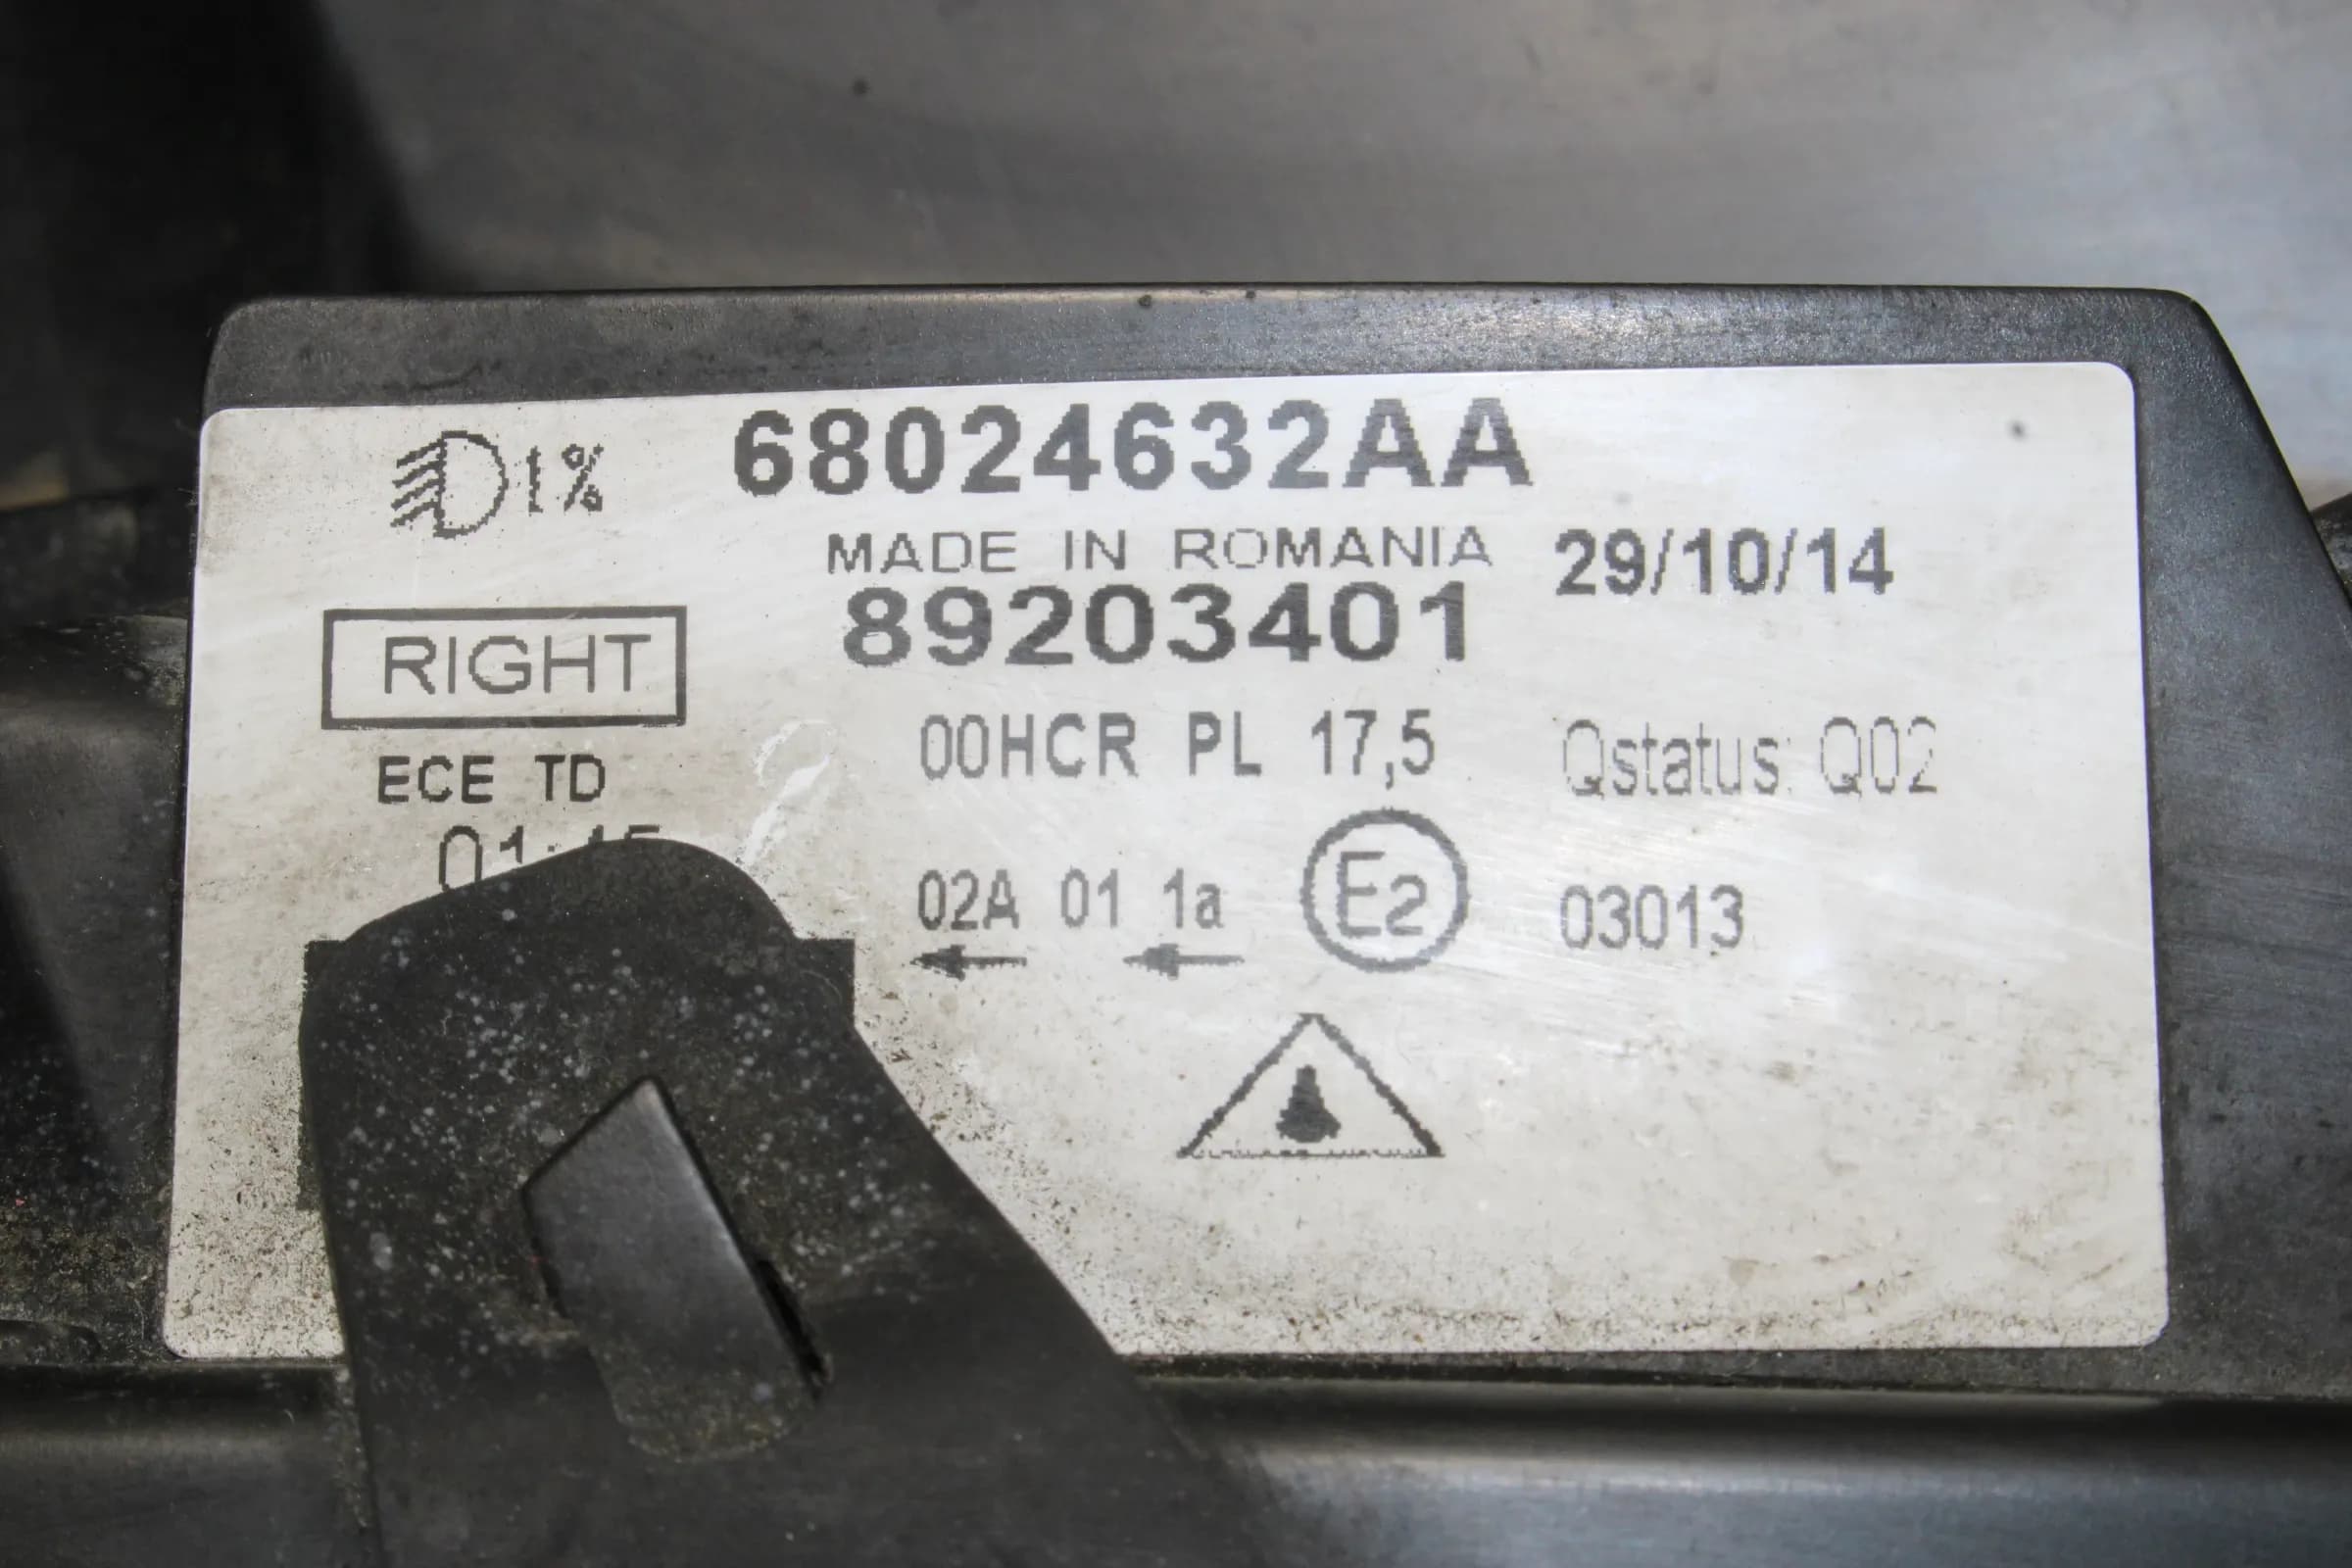 1% 68024632AA
MADE IN ROMANIA 29/10/14
89203401
RIGHT
00HCR PL 17,5 Qstatus: Q02
ECE TD
02A 01 1a E2 03013